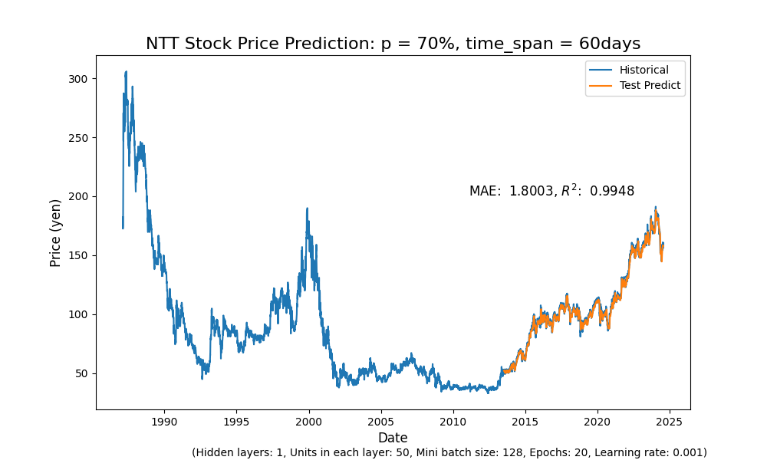 NTT Stock Price Prediction: p = 70%, time_span = 60days
Historical
Test Predict
MAE: 1.8003, R²: 0.9948
Price (yen)
300
250
200
150
100
50
1990 1995 2000 2005 2010 2015 2020 2025
Date
(Hidden layers: 1, Units in each layer: 50, Mini batch size: 128, Epochs: 20, Learning rate: 0.001)